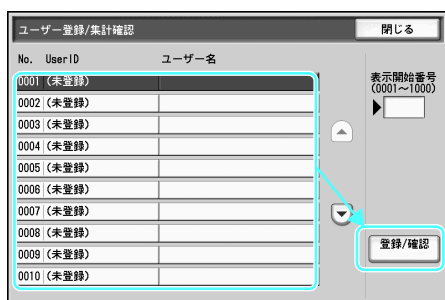 ユーザー登録/集計確認
閉じる
No. UserID ユーザー名
0001 (未登録)
0002 (未登録)
0003 (未登録)
0004 (未登録)
0005 (未登録)
0006 (未登録)
0007 (未登録)
0008 (未登録)
0009 (未登録)
0010 (未登録)
表示開始番号
(0001～1000)
登録/確認